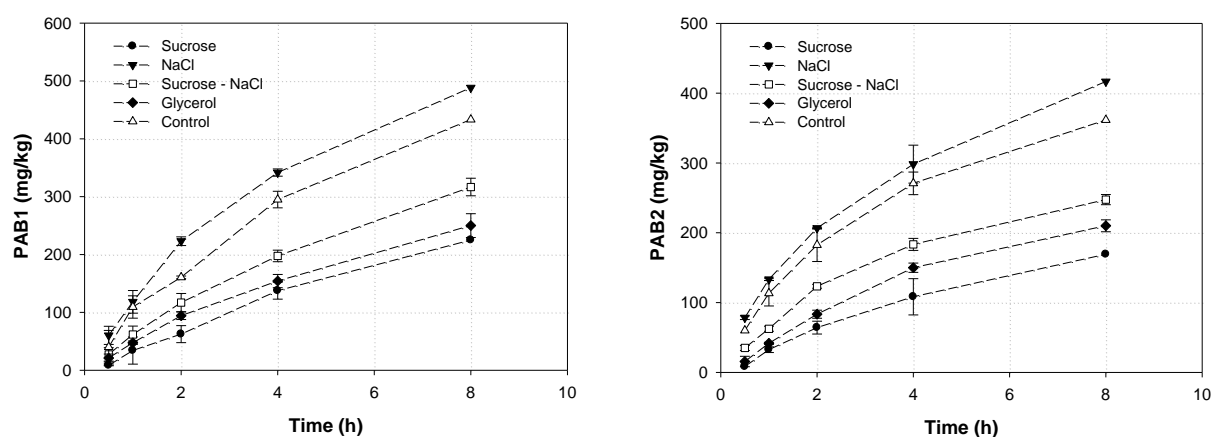 PAB1 (mg/kg)
600
500
400
300
200
100
0
Sucrose
NaCl
Sucrose - NaCl
Glycerol
Control
0 2 4 6 8 10
Time (h)
PAB2 (mg/kg)
500
400
300
200
100
0
Sucrose
NaCl
Sucrose - NaCl
Glycerol
Control
0 2 4 6 8 10
Time (h)